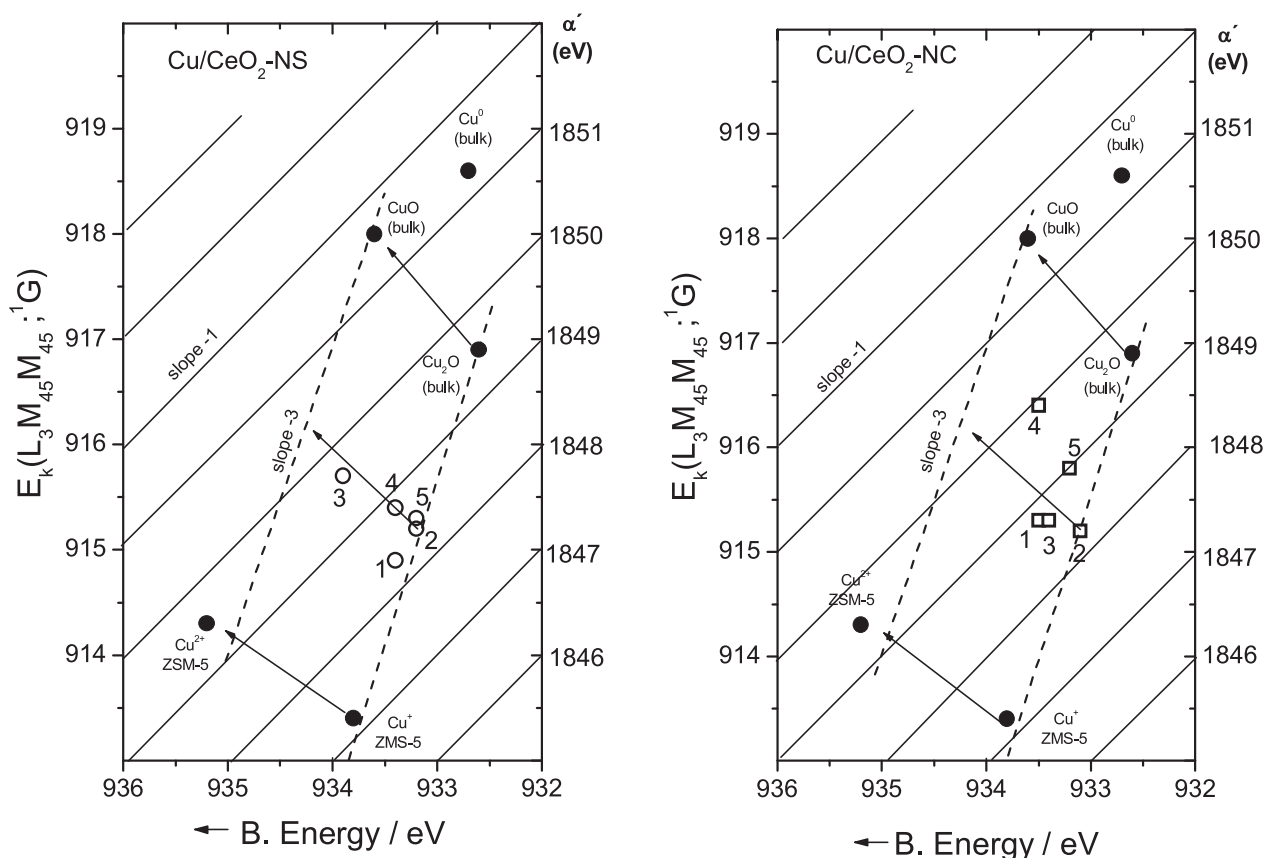 Cu/CeO₂-NS
α´
(eV)
919
918
917
916
915
914
1851
1850
1849
1848
1847
1846
Cu⁰
(bulk)
CuO
(bulk)
Cu₂O
(bulk)
slope -1
slope -3
3
4
5
2
1
Cu²⁺
ZSM-5
Cu⁺
ZMS-5
Eₖ(L₃M₄₅M₄₅;¹G)
936
935
934
933
932
← B. Energy / eV
Cu/CeO₂-NC
α´
(eV)
919
918
917
916
915
914
1851
1850
1849
1848
1847
1846
Cu⁰
(bulk)
CuO
(bulk)
Cu₂O
(bulk)
slope -1
slope -3
4
5
1
3
2
Cu²⁺
ZSM-5
Cu⁺
ZMS-5
Eₖ(L₃M₄₅M₄₅;¹G)
936
935
934
933
932
← B. Energy / eV